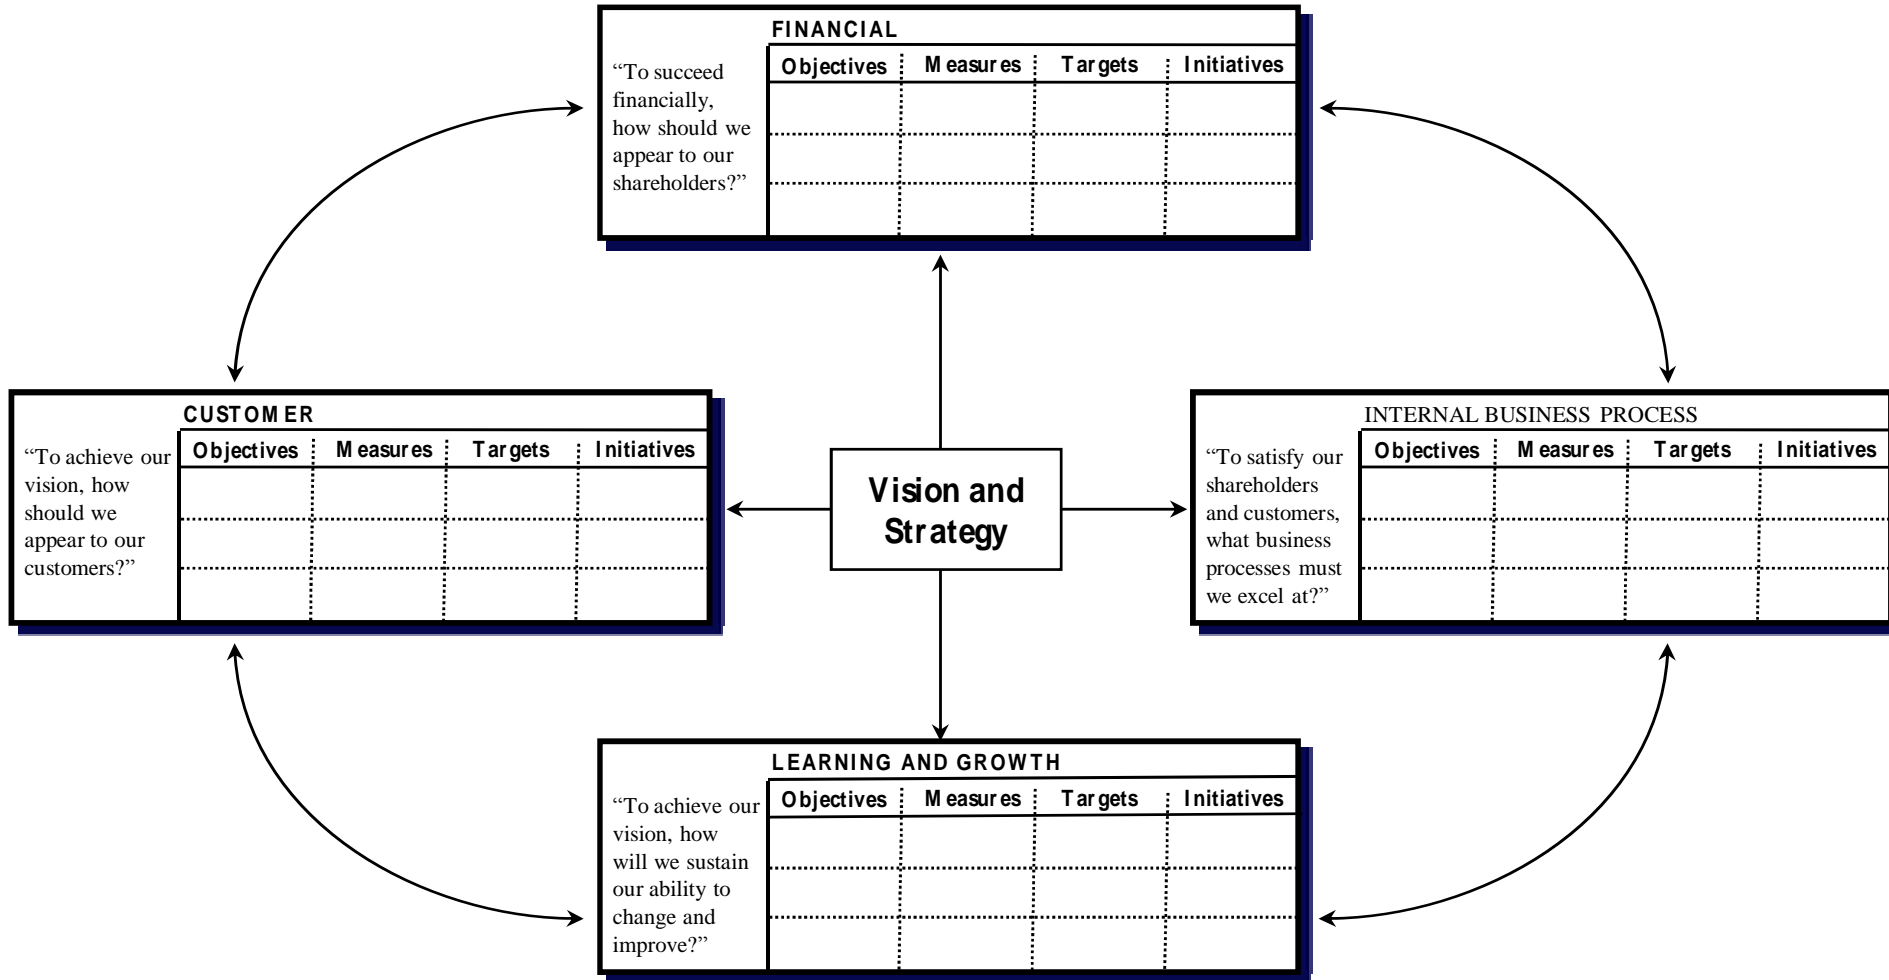 FINANCIAL
“To succeed
financially,
how should we
appear to our
shareholders?”
Objectives Measures Targets Initiatives
CUSTOMER
“To achieve our
vision, how
should we
appear to our
customers?”
Objectives Measures Targets Initiatives
Vision and
Strategy
INTERNAL BUSINESS PROCESS
“To satisfy our
shareholders
and customers,
what business
processes must
we excel at?”
Objectives Measures Targets Initiatives
LEARNING AND GROWTH
“To achieve our
vision, how
will we sustain
our ability to
change and
improve?”
Objectives Measures Targets Initiatives